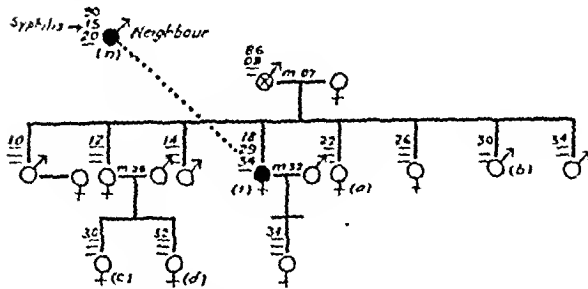 90
Syphilis → 15 Neighbour
20
(n)
86
08
m 07
10 12 14 18 22 26 30 34
29
34
m 28 m 32
(1) (a) (b)
30 32 31
(c) (d)